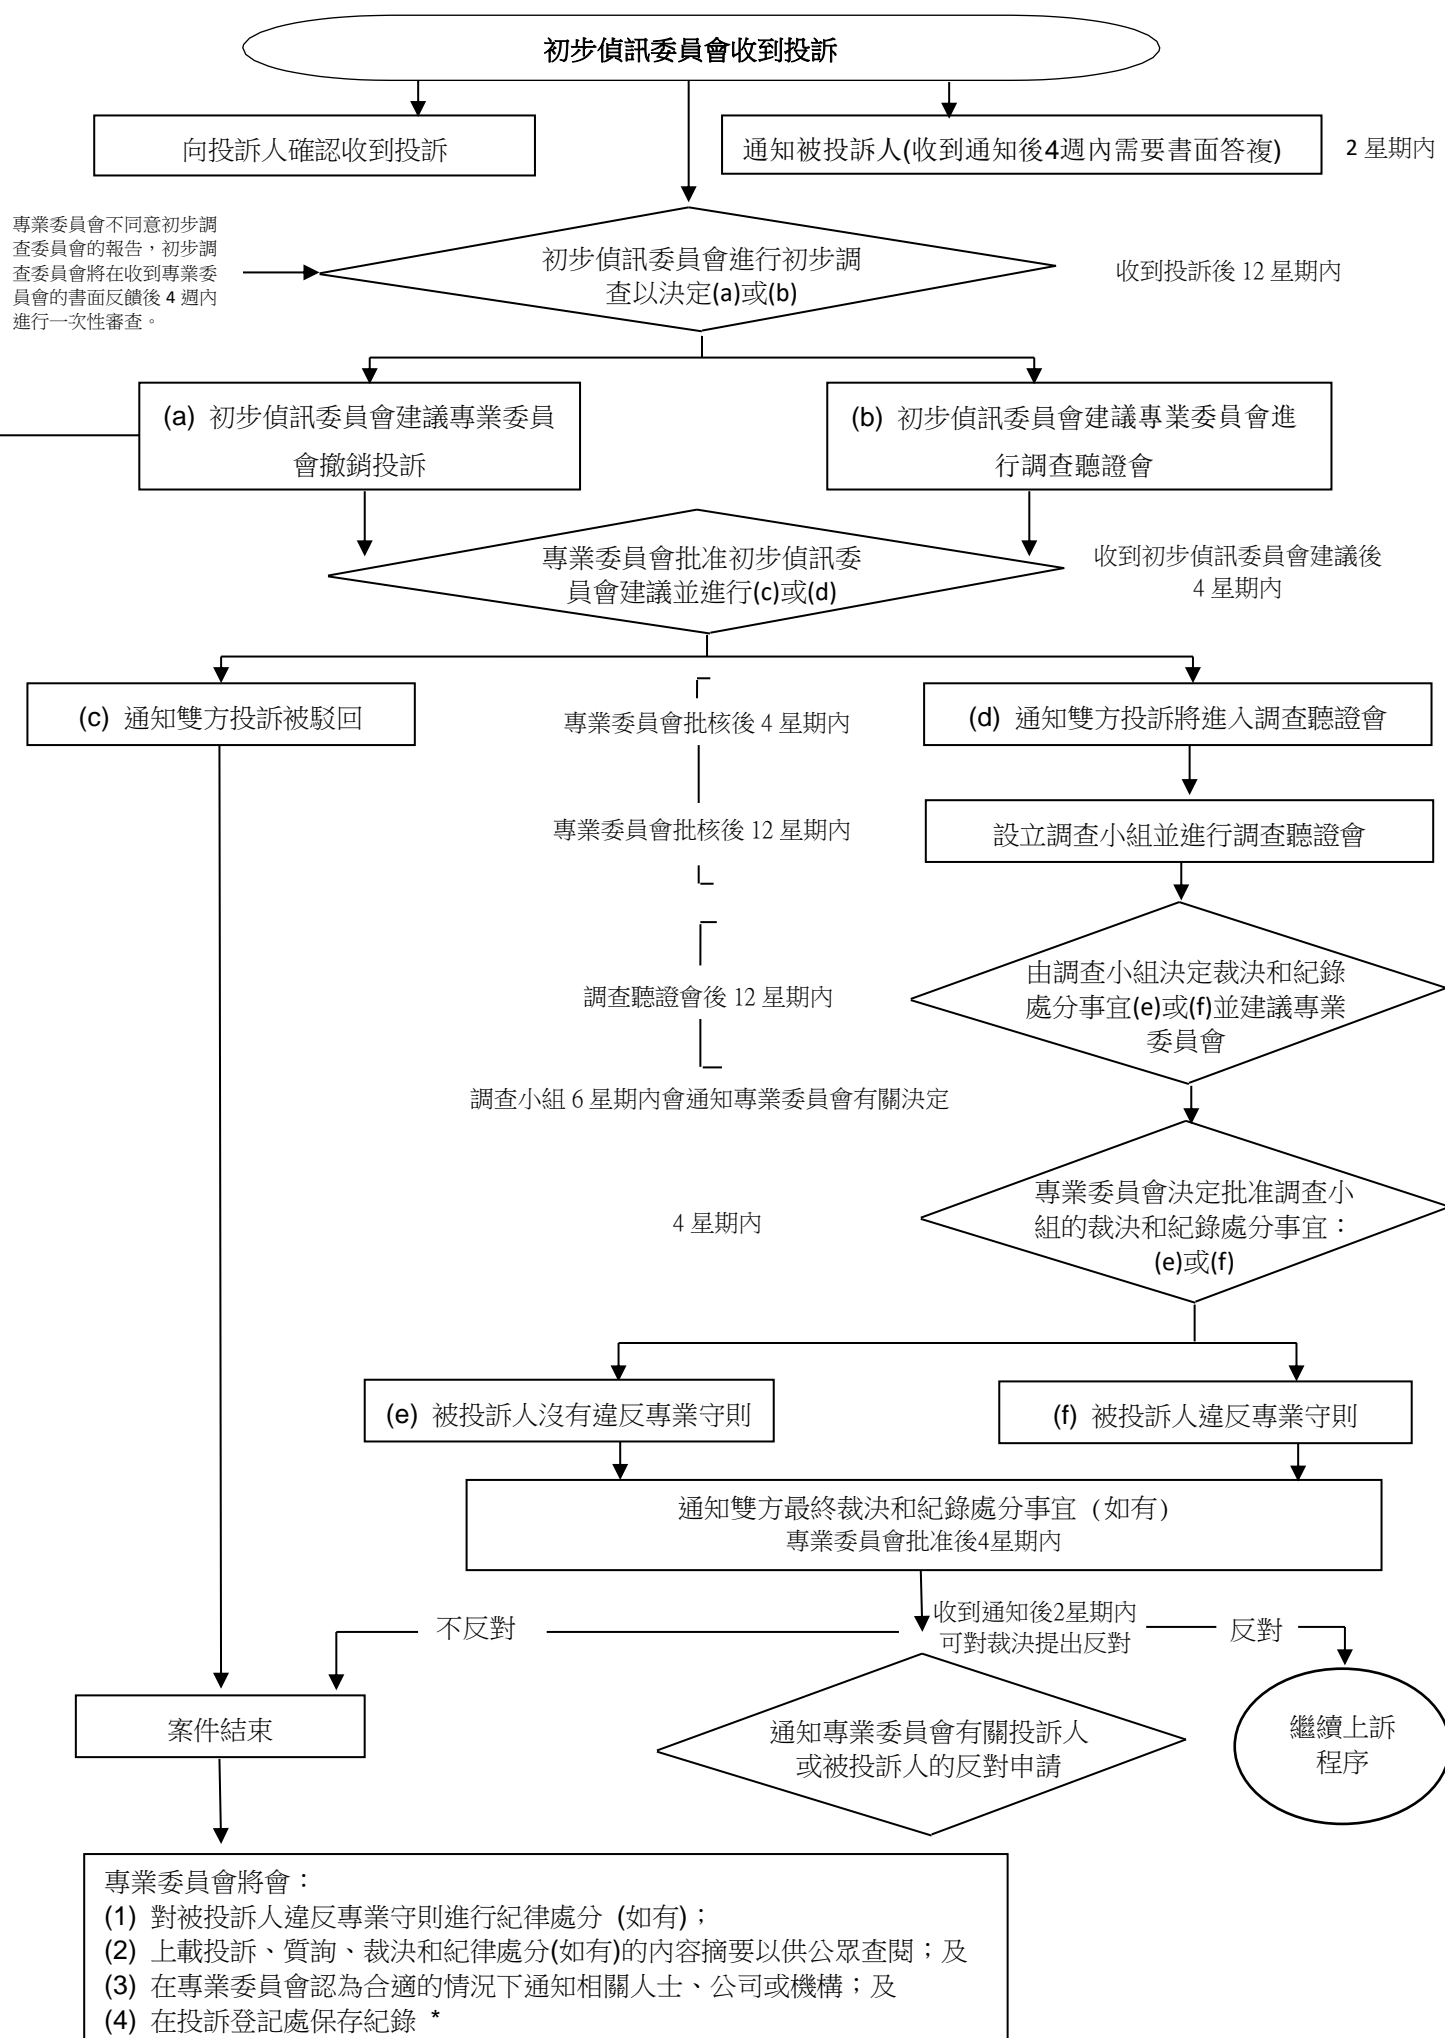 初步偵訊委員會收到投訴
向投訴人確認收到投訴
通知被投訴人(收到通知後4週內需要書面答複)
2 星期內
專業委員會不同意初步調
查委員會的報告，初步調
查委員會將在收到專業委
員會的書面反饋後 4 週內
進行一次性審查。
初步偵訊委員會進行初步調
查以決定(a)或(b)
收到投訴後 12 星期內
(a) 初步偵訊委員會建議專業委員
會撤銷投訴
(b) 初步偵訊委員會建議專業委員會進
行調查聽證會
專業委員會批准初步偵訊委
員會建議並進行(c)或(d)
收到初步偵訊委員會建議後
4 星期內
(c) 通知雙方投訴被駁回
專業委員會批核後 4 星期內
(d) 通知雙方投訴將進入調查聽證會
專業委員會批核後 12 星期內
設立調查小組並進行調查聽證會
調查聽證會後 12 星期內
由調查小組決定裁決和紀錄
處分事宜(e)或(f)並建議專業
委員會
調查小組 6 星期內會通知專業委員會有關決定
4 星期內
專業委員會決定批准調查小
組的裁決和紀錄處分事宜：
(e)或(f)
(e) 被投訴人沒有違反專業守則
(f) 被投訴人違反專業守則
通知雙方最終裁決和紀錄處分事宜 (如有)
專業委員會批准後4星期內
不反對
收到通知後2星期內
可對裁決提出反對
反對
案件結束
通知專業委員會有關投訴人
或被投訴人的反對申請
繼續上訴
程序
專業委員會將會：
(1) 對被投訴人違反專業守則進行紀律處分 (如有)；
(2) 上載投訴、質詢、裁決和紀律處分(如有)的內容摘要以供公眾查閱；及
(3) 在專業委員會認為合適的情況下通知相關人士、公司或機構；及
(4) 在投訴登記處保存紀錄 *